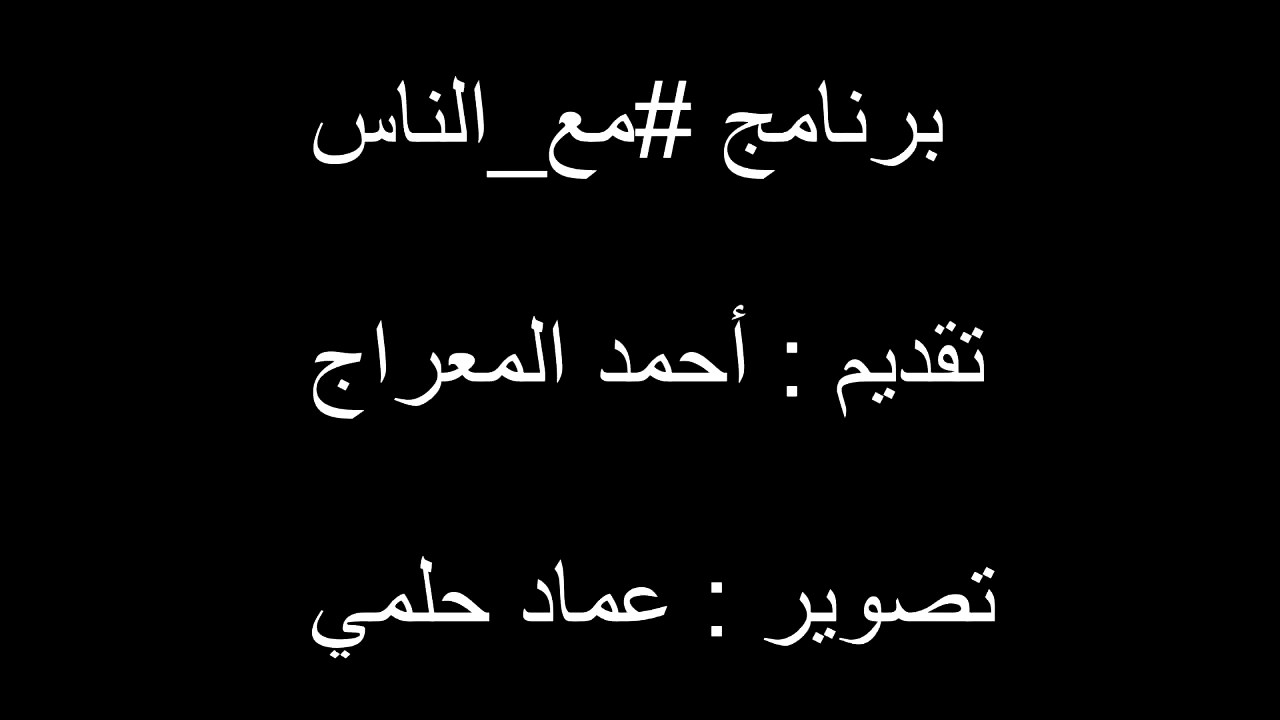 برنامج #مع_الناس
تقديم : أحمد المعراج
تصوير : عماد حلمي